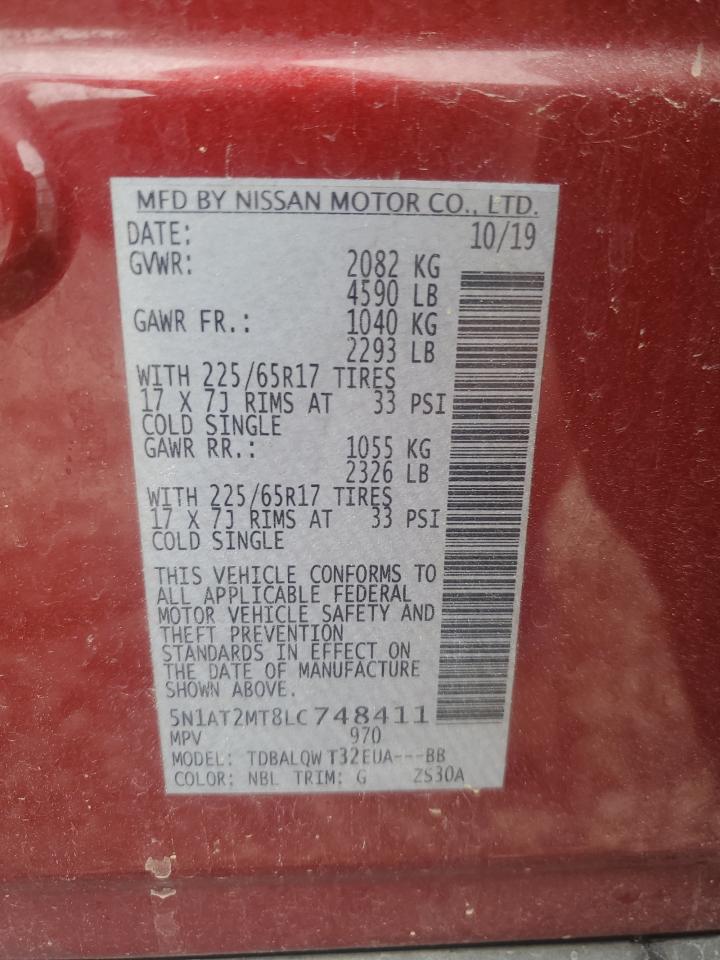 MFD BY NISSAN MOTOR CO., LTD.
DATE: 10/19
GVWR: 2082 KG
4590 LB
GAWR FR.: 1040 KG
2293 LB
WITH 225/65R17 TIRES
17 X 7J RIMS AT 33 PSI
COLD SINGLE
GAWR RR.: 1055 KG
2326 LB
WITH 225/65R17 TIRES
17 X 7J RIMS AT 33 PSI
COLD SINGLE
THIS VEHICLE CONFORMS TO
ALL APPLICABLE FEDERAL
MOTOR VEHICLE SAFETY AND
THEFT PREVENTION
STANDARDS IN EFFECT ON
THE DATE OF MANUFACTURE
SHOWN ABOVE.
5N1AT2MT8LC748411
MPV 970
MODEL: TDBALQW T32EUA---BB
COLOR: NBL TRIM: G ZS30A